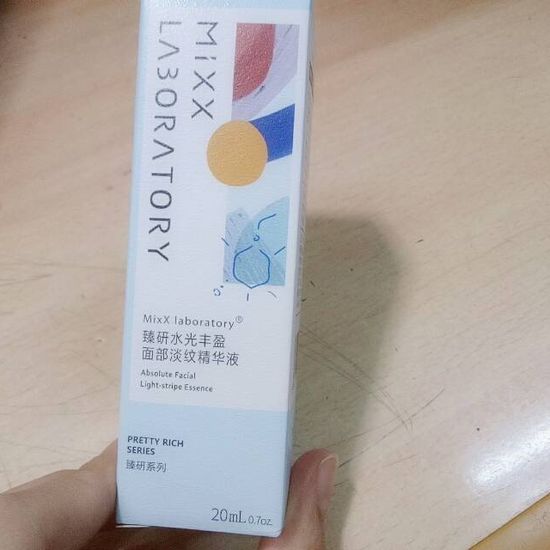 MIXX
LABORATORY
MixX laboratory®
臻研水光丰盈
面部淡纹精华液
Absolute Facial
Light-stripe Essence
PRETTY RICH
SERIES
臻研系列
20mL 0.7oz.